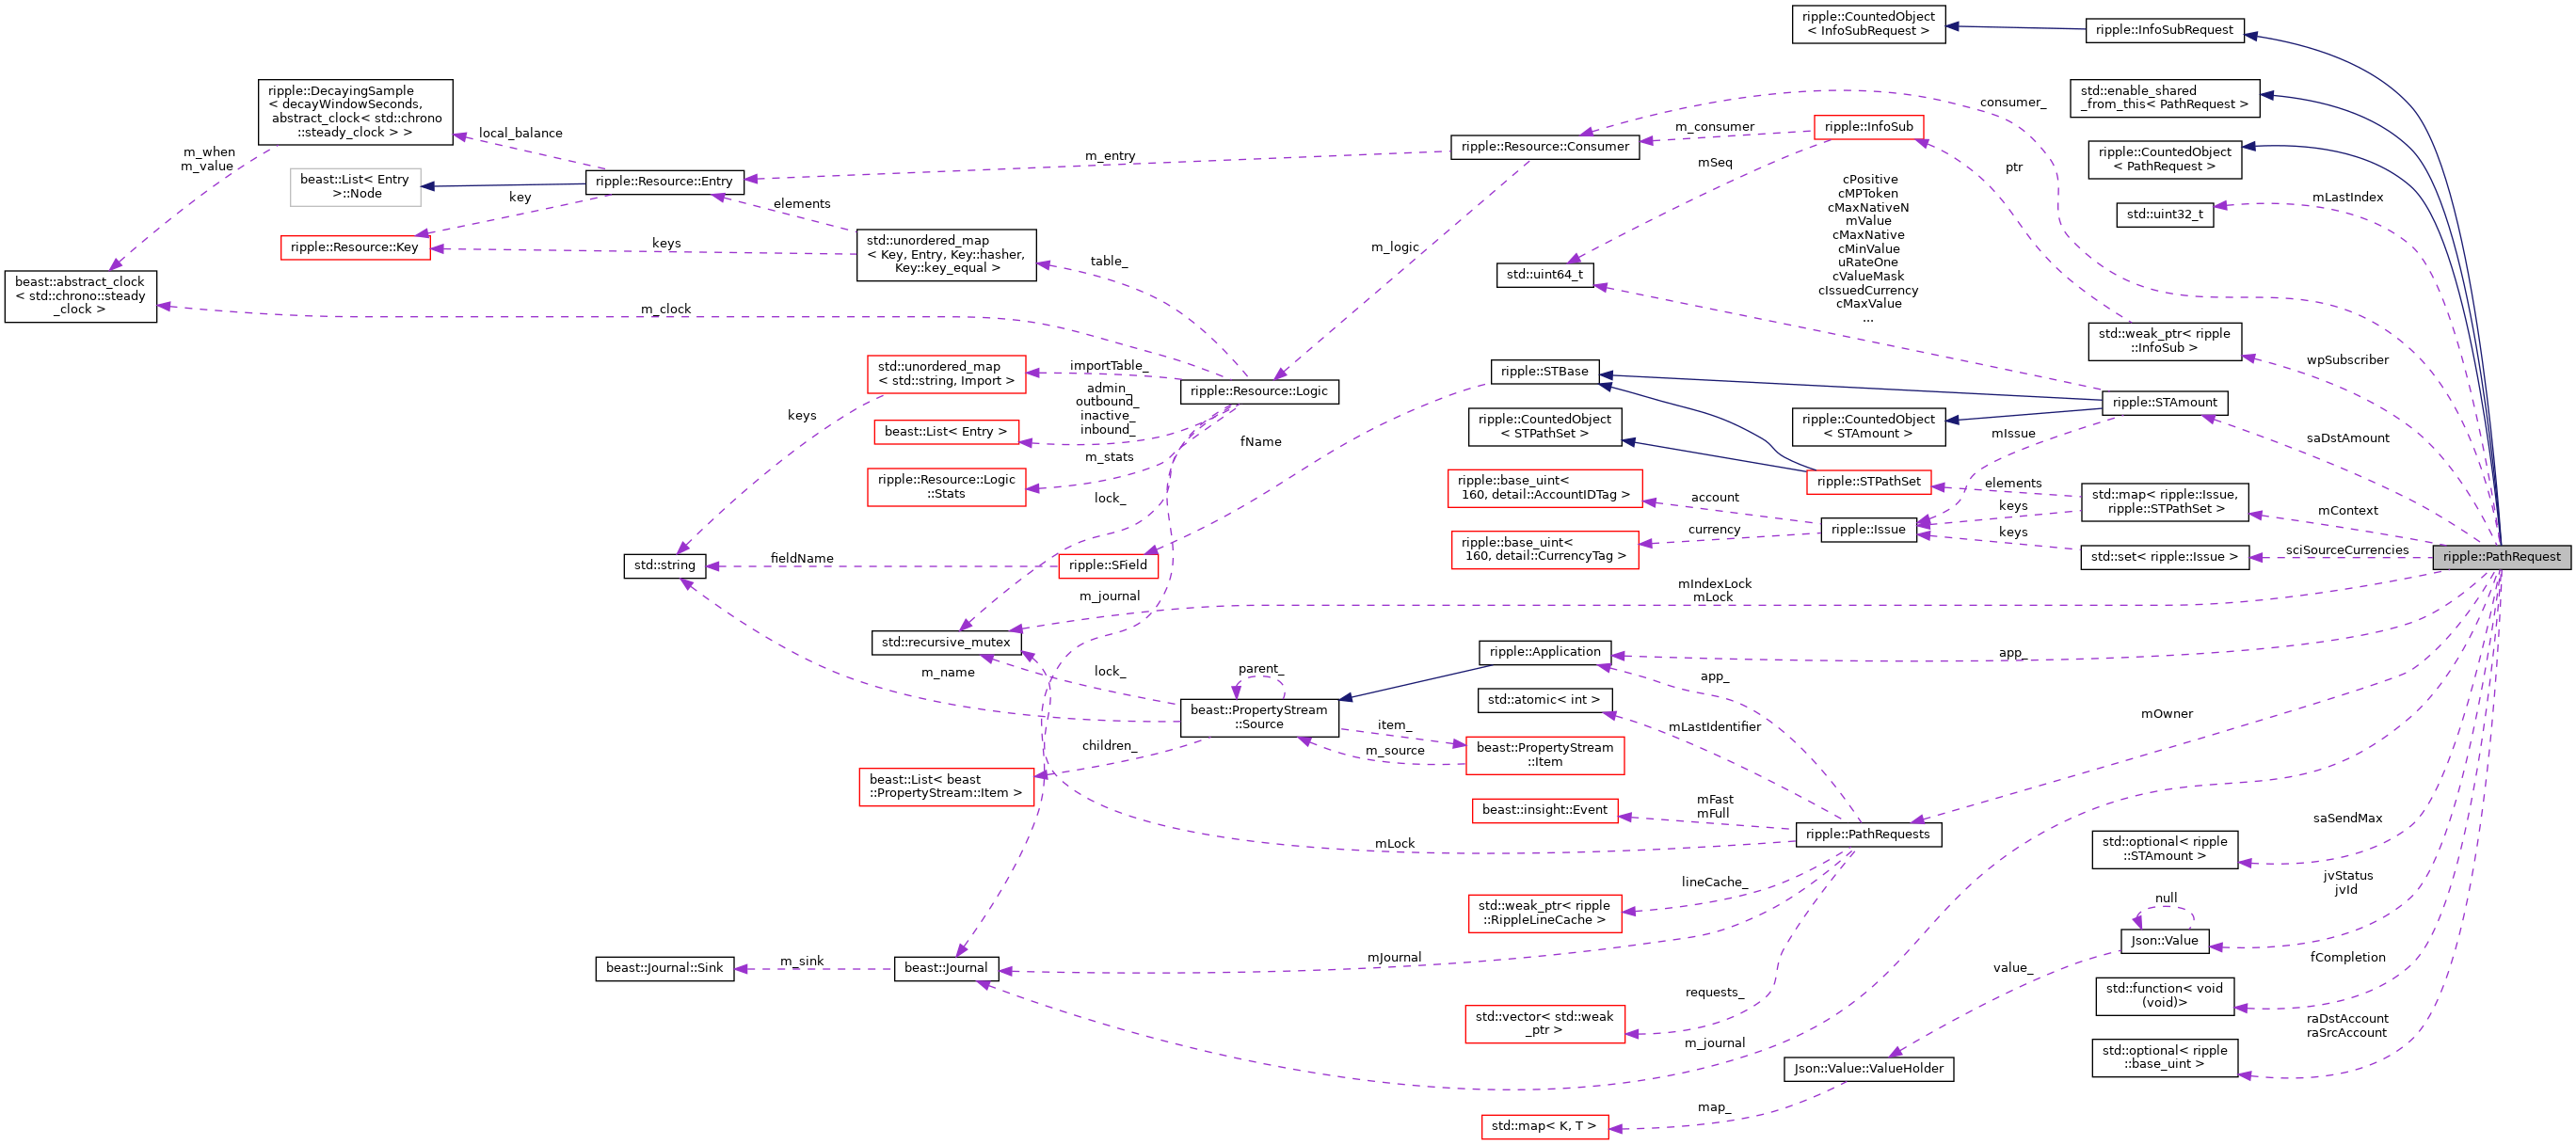 ripple::CountedObject
< InfoSubRequest >
ripple::InfoSubRequest
ripple::DecayingSample
< decayWindowSeconds,
abstract_clock< std::chrono
::steady_clock > >
std::enable_shared
_from_this< PathRequest >
consumer_
ripple::InfoSub
m_consumer
local_balance
ripple::Resource::Consumer
m_entry
ripple::CountedObject
< PathRequest >
m_when
m_value
mSeq
ptr
beast::List< Entry
>::Node
ripple::Resource::Entry
key
elements
cPositive
cMPToken
cMaxNativeN
mValue
cMaxNative
cMinValue
uRateOne
cValueMask
cIssuedCurrency
cMaxValue
...
mLastIndex
std::uint32_t
ripple::Resource::Key
keys
std::unordered_map
< Key, Entry, Key::hasher,
Key::key_equal >
table_
m_logic
std::uint64_t
beast::abstract_clock
< std::chrono::steady
_clock >
m_clock
std::weak_ptr< ripple
::InfoSub >
wpSubscriber
std::unordered_map
< std::string, Import >
importTable_
admin_
outbound_
inactive_
inbound_
ripple::Resource::Logic
ripple::STBase
ripple::STAmount
keys
beast::List< Entry >
fName
ripple::CountedObject
< STPathSet >
ripple::CountedObject
< STAmount >
mIssue
saDstAmount
m_stats
ripple::Resource::Logic
::Stats
lock_
ripple::base_uint<
160, detail::AccountIDTag >
account
ripple::STPathSet
elements
keys
keys
std::map< ripple::Issue,
ripple::STPathSet >
mContext
ripple::base_uint<
160, detail::CurrencyTag >
currency
ripple::Issue
std::set< ripple::Issue >
sciSourceCurrencies
ripple::PathRequest
std::string
fieldName
ripple::SField
mIndexLock
mLock
m_journal
std::recursive_mutex
ripple::Application
app_
m_name
lock_
parent_
app_
beast::PropertyStream
::Source
std::atomic< int >
mLastIdentifier
mOwner
item_
m_source
children_
beast::PropertyStream
::Item
beast::List< beast
::PropertyStream::Item >
beast::insight::Event
mFast
mFull
ripple::PathRequests
saSendMax
mLock
std::optional< ripple
::STAmount >
lineCache_
std::weak_ptr< ripple
::RippleLineCache >
jvStatus
jvId
null
Json::Value
beast::Journal::Sink
m_sink
beast::Journal
mJournal
value_
fCompletion
requests_
std::function< void
(void)>
std::vector< std::weak
_ptr >
raDstAccount
raSrcAccount
m_journal
std::optional< ripple
::base_uint >
Json::Value::ValueHolder
map_
std::map< K, T >